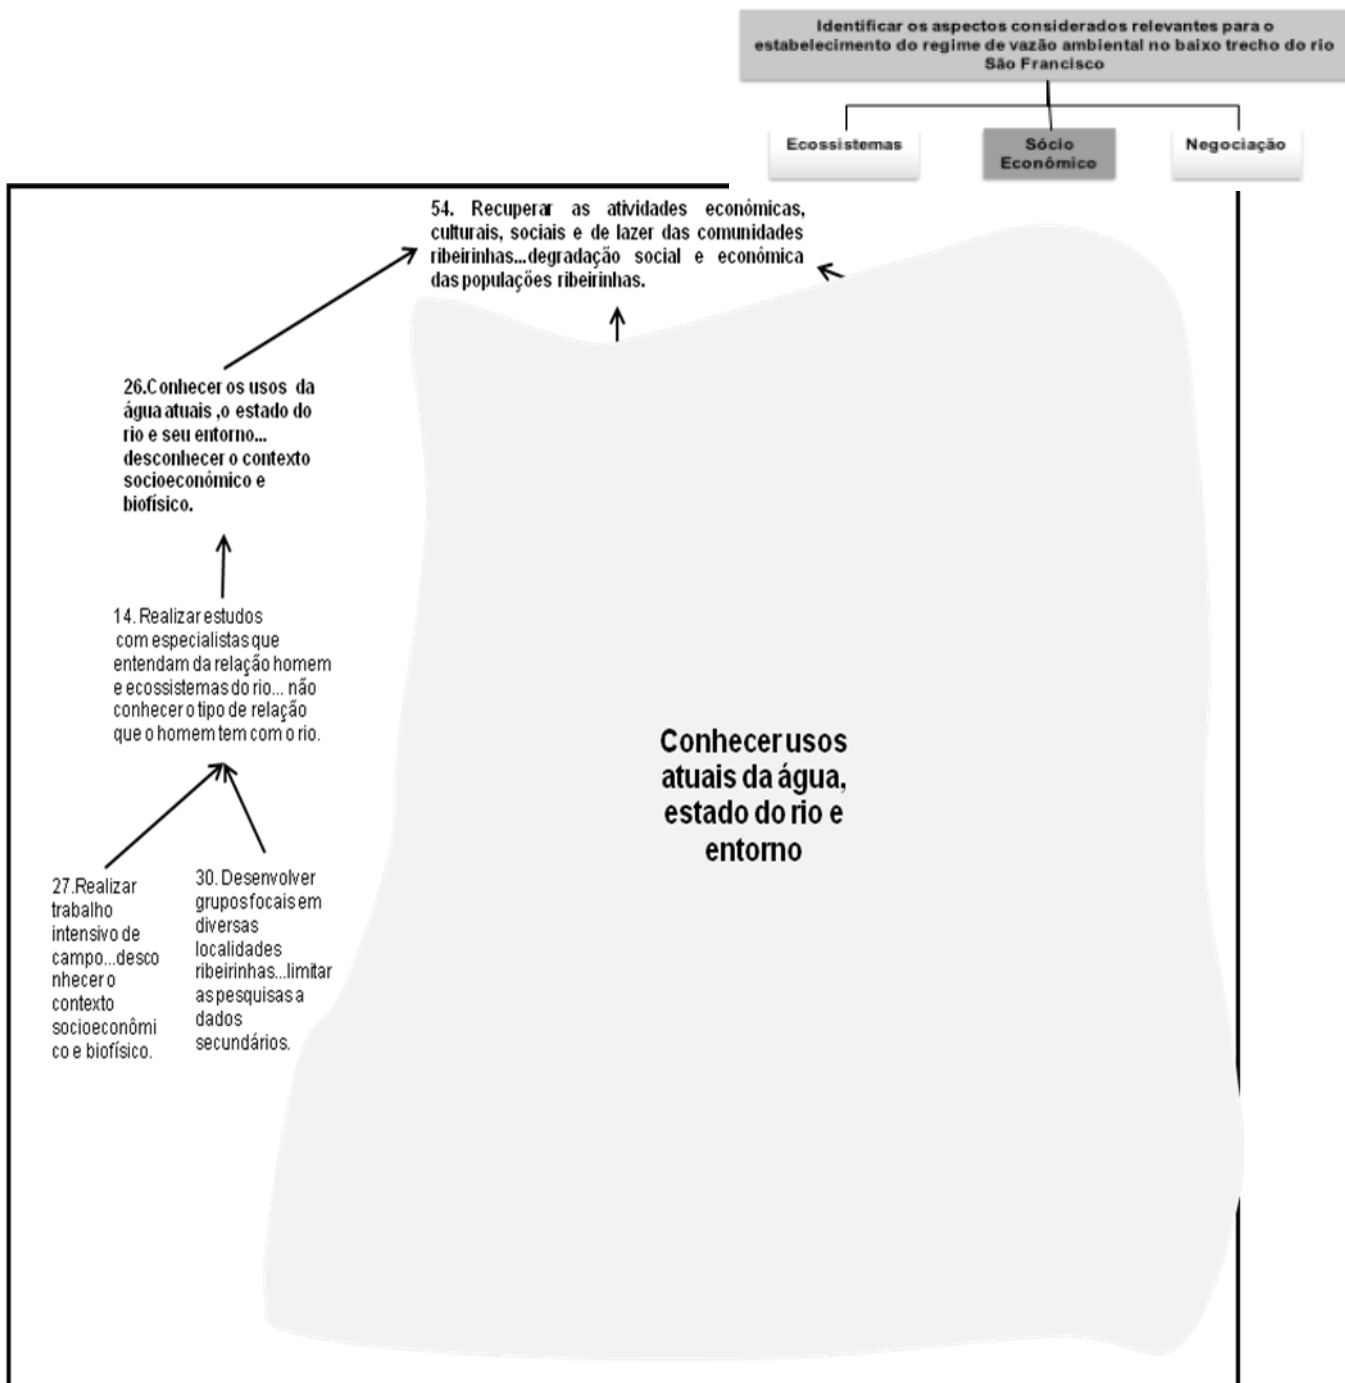 Identificar os aspectos considerados relevantes para o
estabelecimento do regime de vazão ambiental no baixo trecho do rio
São Francisco
Ecossistemas
Sócio
Econômico
Negociação
54. Recuperar as atividades econômicas,
culturais, sociais e de lazer das comunidades
ribeirinhas...degradação social e econômica
das populações ribeirinhas.
26.Conhecer os usos da
água atuais ,o estado do
rio e seu entorno...
desconhecer o contexto
socioeconômico e
biofísico.
14. Realizar estudos
com especialistas que
entendam da relação homem
e ecossistemas do rio... não
conhecer o tipo de relação
que o homem tem com o rio.
27.Realizar
trabalho
intensivo de
campo...desco
nhecer o
contexto
socioeconômi
co e biofísico.
30. Desenvolver
grupos focais em
diversas
localidades
ribeirinhas...limitar
as pesquisas a
dados
secundários.
Conhecer usos
atuais da água,
estado do rio e
entorno